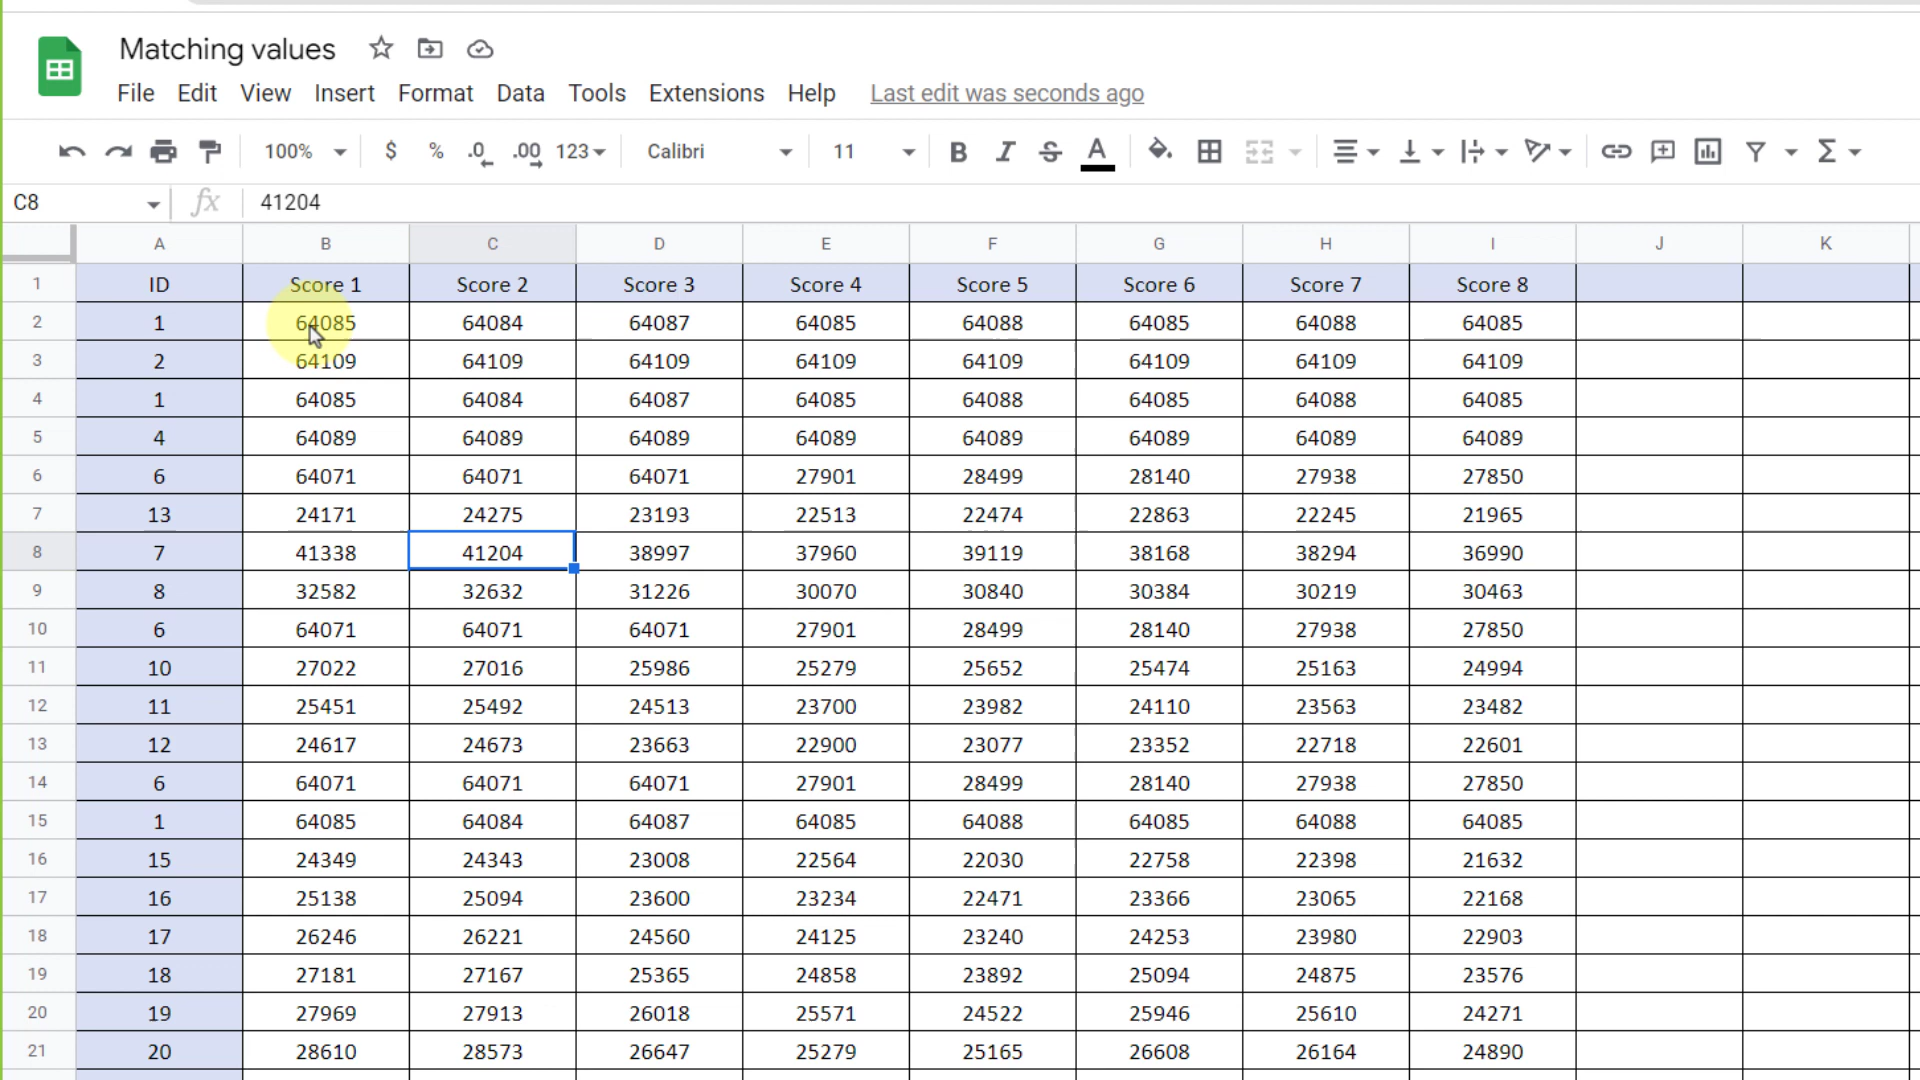 Matching values
File Edit View Insert Format Data Tools Extensions Help Last edit was seconds ago
100% $ % .0 .00 123 Calibri 11 B I S A Σ
C8 fx 41204
A B C D E F G H I J K
1 ID Score 1 Score 2 Score 3 Score 4 Score 5 Score 6 Score 7 Score 8
2 1 64085 64084 64087 64085 64088 64085 64088 64085
3 2 64109 64109 64109 64109 64109 64109 64109 64109
4 1 64085 64084 64087 64085 64088 64085 64088 64085
5 4 64089 64089 64089 64089 64089 64089 64089 64089
6 6 64071 64071 64071 27901 28499 28140 27938 27850
7 13 24171 24275 23193 22513 22474 22863 22245 21965
8 7 41338 41204 38997 37960 39119 38168 38294 36990
9 8 32582 32632 31226 30070 30840 30384 30219 30463
10 6 64071 64071 64071 27901 28499 28140 27938 27850
11 10 27022 27016 25986 25279 25652 25474 25163 24994
12 11 25451 25492 24513 23700 23982 24110 23563 23482
13 12 24617 24673 23663 22900 23077 23352 22718 22601
14 6 64071 64071 64071 27901 28499 28140 27938 27850
15 1 64085 64084 64087 64085 64088 64085 64088 64085
16 15 24349 24343 23008 22564 22030 22758 22398 21632
17 16 25138 25094 23600 23234 22471 23366 23065 22168
18 17 26246 26221 24560 24125 23240 24253 23980 22903
19 18 27181 27167 25365 24858 23892 25094 24875 23576
20 19 27969 27913 26018 25571 24522 25946 25610 24271
21 20 28610 28573 26647 25279 25165 26608 26164 24890